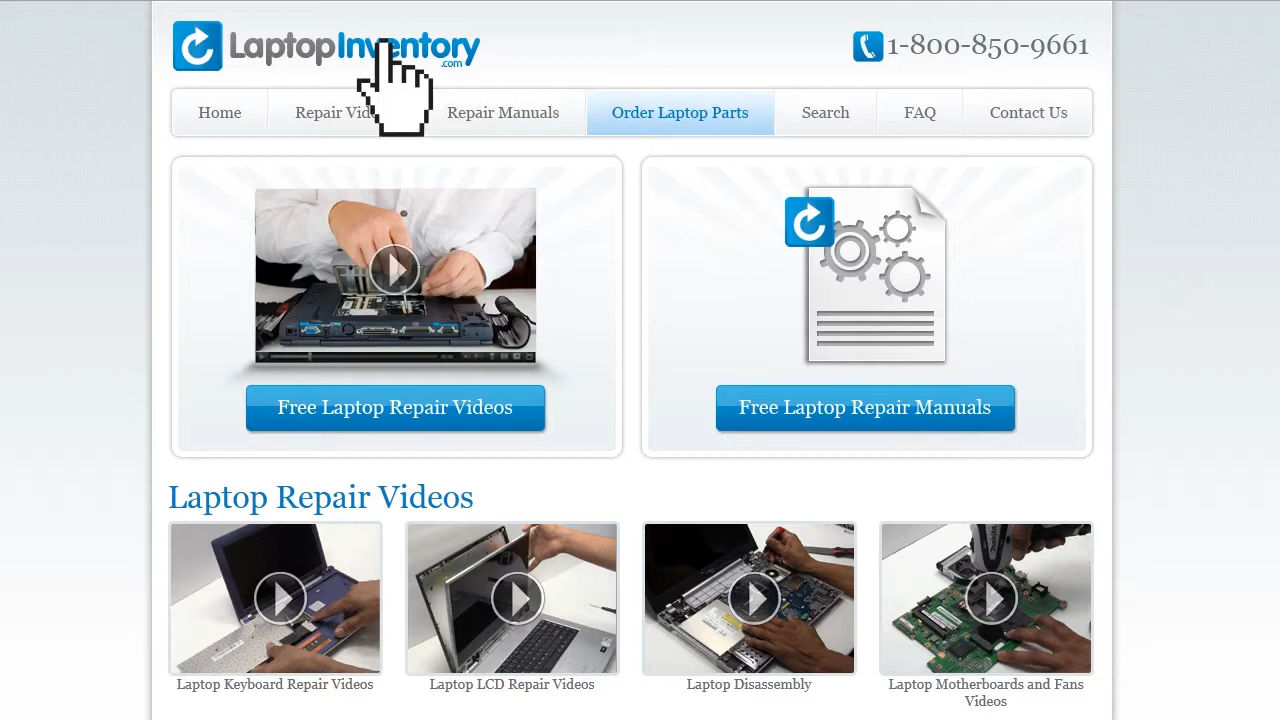 LaptopInventory
.com
1-800-850-9661
Home
Repair Vid
Repair Manuals
Order Laptop Parts
Search
FAQ
Contact Us
Free Laptop Repair Videos
Free Laptop Repair Manuals
Laptop Repair Videos
Laptop Keyboard Repair Videos
Laptop LCD Repair Videos
Laptop Disassembly
Laptop Motherboards and Fans
Videos